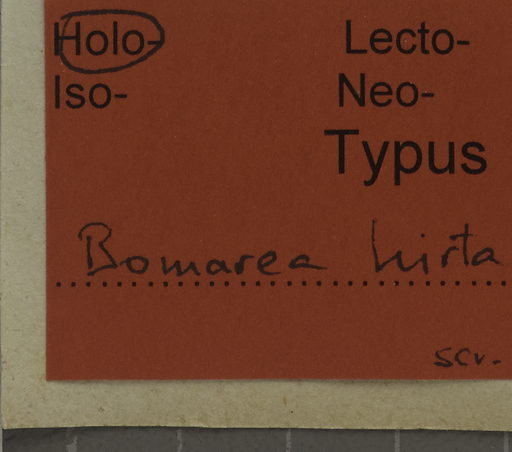 Holo- Lecto-
Iso- Neo-
Typus
Bomarea hirta
scr.